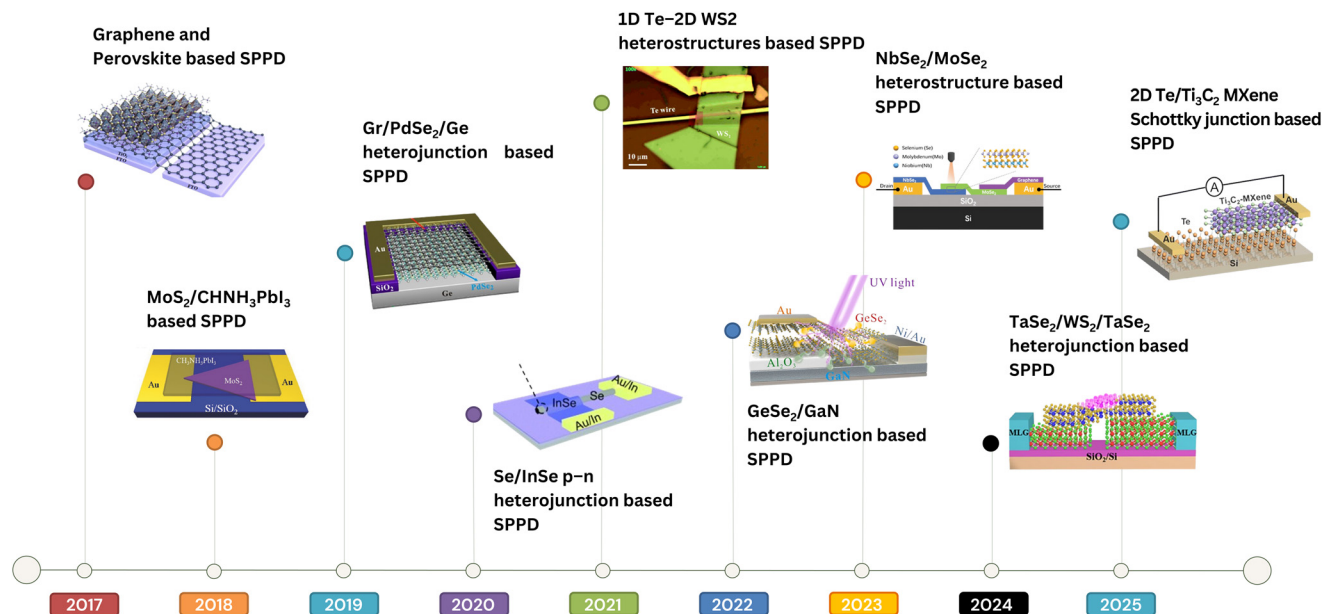 Graphene and
Perovskite based SPPD
MoS₂/CHNH₃PbI₃
based SPPD
CH₃NH₃PbI₃
Au
MoS₂
Au
Si/SiO₂
Gr/PdSe₂/Ge
heterojunction based
SPPD
Au
SiO₂
PdSe₂
Ge
Se/InSe p–n
heterojunction based
SPPD
Au/In
InSe
Se
Au/In
1D Te–2D WS2
heterostructures based SPPD
Te wire
10 μm
GeSe₂/GaN
heterojunction based
SPPD
UV light
Au
GeSe₂
Ni/Au
Al₂O₃
GaN
NbSe₂/MoSe₂
heterostructure based
SPPD
Selenium (Se)
Molybdenum(Mo)
Niobium(Nb)
NbSe₂
Graphene
Drain
Au
MoSe₂
Au
Source
SiO₂
Si
TaSe₂/WS₂/TaSe₂
heterojunction based
SPPD
MLG
MLG
SiO₂/Si
2D Te/Ti₃C₂ MXene
Schottky junction based
SPPD
A
Ti₃C₂-MXene
Au
Te
Au
Si
2017
2018
2019
2020
2021
2022
2023
2024
2025